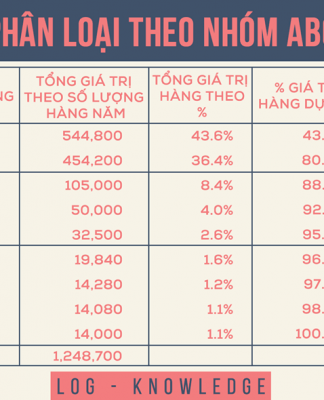 PHÂN LOẠI THEO NHÓM ABC
TỔNG GIÁ TRỊ THEO SỐ LƯỢNG HÀNG NĂM
TỔNG GIÁ TRỊ HÀNG THEO %
% GIÁ T
HÀNG DỰ
544,800 43.6% 43.
454,200 36.4% 80.
105,000 8.4% 88.
50,000 4.0% 92.
32,500 2.6% 95.
19,840 1.6% 96.
14,280 1.2% 97.
14,080 1.1% 98.
14,000 1.1% 100.
1,248,700
LOG - KNOWLEDGE